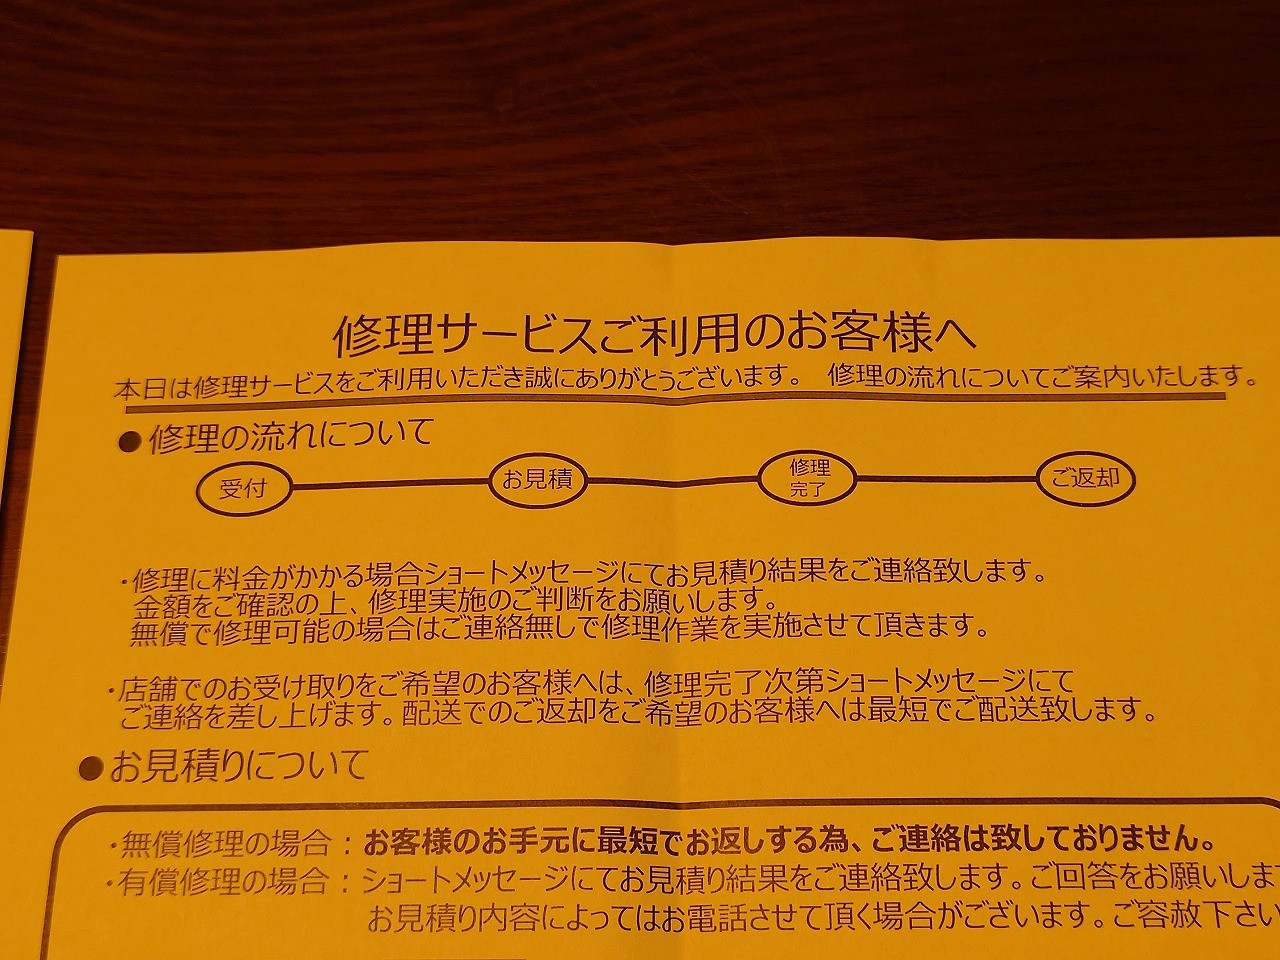 修理サービスご利用のお客様へ
本日は修理サービスをご利用いただき誠にありがとうございます。 修理の流れについてご案内いたします。
●修理の流れについて
受付 お見積 修理完了 ご返却
・修理に料金がかかる場合ショートメッセージにてお見積り結果をご連絡致します。
金額をご確認の上、修理実施のご判断をお願いします。
無償で修理可能の場合はご連絡無しで修理作業を実施させて頂きます。
・店舗でのお受け取りをご希望のお客様へは、修理完了次第ショートメッセージにて
ご連絡を差し上げます。配送でのご返却をご希望のお客様へは最短でご配送致します。
●お見積りについて
・無償修理の場合：お客様のお手元に最短でお返しする為、ご連絡は致しておりません。
・有償修理の場合：ショートメッセージにてお見積り結果をご連絡致します。ご回答をお願いしま
お見積り内容によってはお電話させて頂く場合がございます。ご容赦下さい